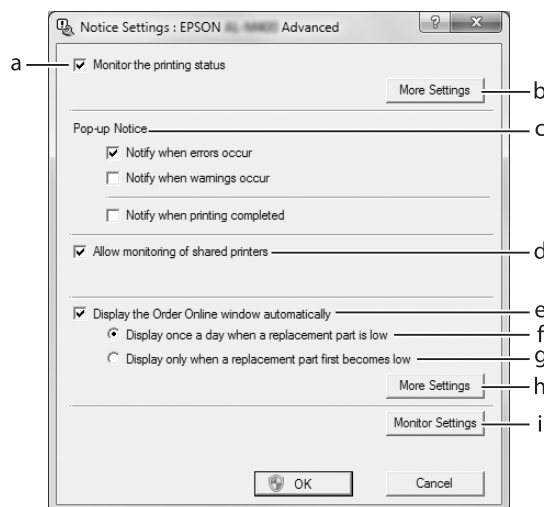 Notice Settings : EPSON Advanced
a
Monitor the printing status
More Settings
b
Pop-up Notice
c
Notify when errors occur
Notify when warnings occur
Notify when printing completed
Allow monitoring of shared printers
d
Display the Order Online window automatically
e
Display once a day when a replacement part is low
f
Display only when a replacement part first becomes low
g
More Settings
h
Monitor Settings
i
OK
Cancel